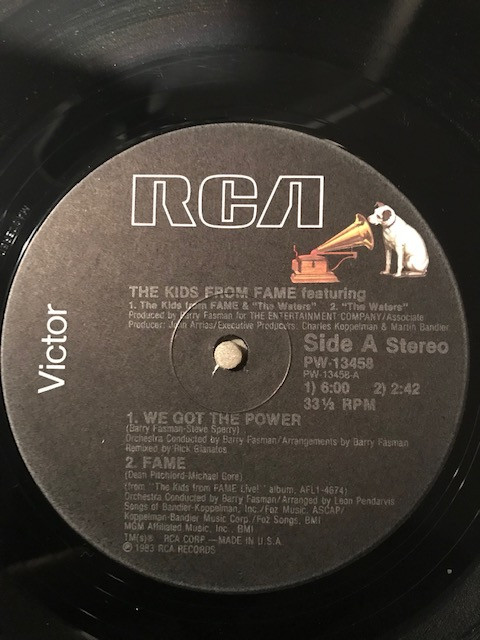 RCA
Victor
THE KIDS FROM FAME featuring
1. The Kids from FAME & "The Waters" 2. "The Waters"
Produced by Barry Fasman for THE ENTERTAINMENT COMPANY/Associate
Producer: John Arrias/Executive Producers: Charles Koppelman & Martin Bandier
Side A Stereo
PW-13458
PW-13458-A
1) 6:00 2) 2:42
33⅓ RPM
1. WE GOT THE POWER
(Barry Fasman-Steve Sperry)
Orchestra Conducted by Barry Fasman/Arrangements by Barry Fasman
Remixed by Rick Gianatos
2. FAME
(Dean Pitchford-Michael Gore)
(from "The Kids from FAME Live!" album, AFL1-4674)
Orchestra Conducted by Barry Fasman/Arranged by Leon Pendarvis
Songs of Bandier-Koppelman, Inc./Foz Music, ASCAP/
Koppelman-Bandier Music Corp./Foz Songs, BMI
MGM Affiliated Music, Inc., BMI
TM(s)® RCA CORP—MADE IN U.S.A.
℗ 1983 RCA RECORDS